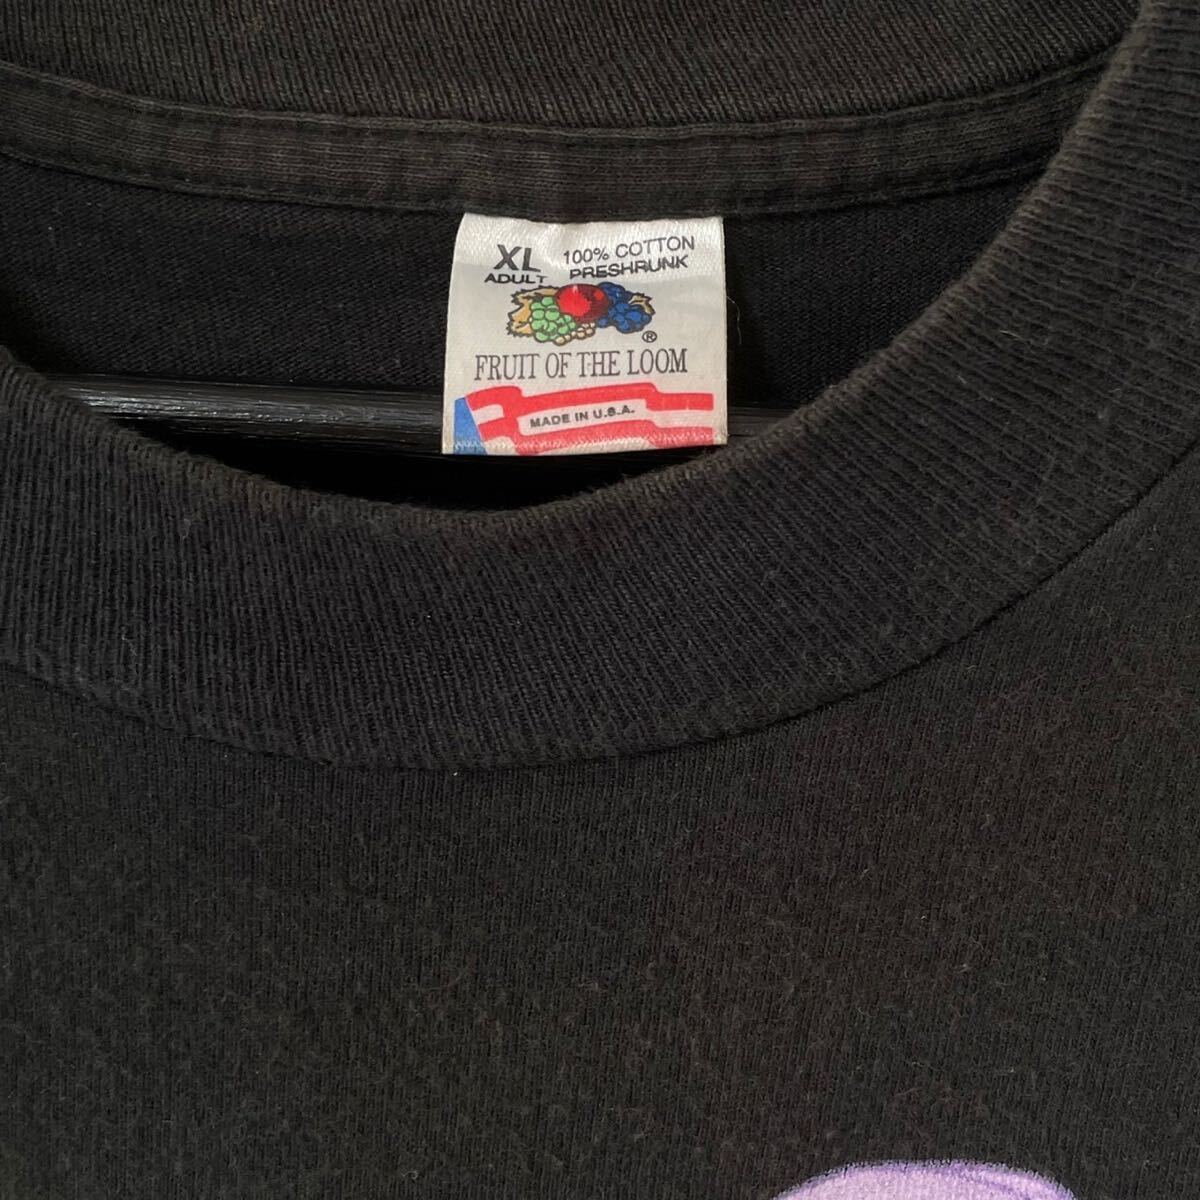 XL
ADULT
100% COTTON
PRESHRUNK
®
FRUIT OF THE LOOM
MADE IN U.S.A.